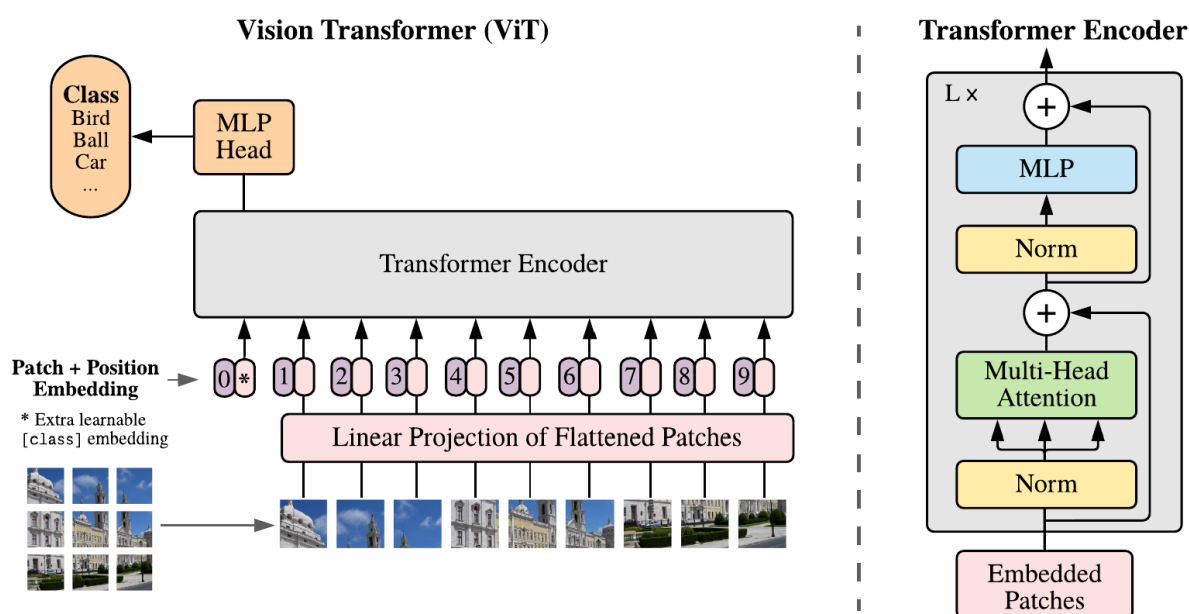 Vision Transformer (ViT)
Class
Bird
Ball
Car
...
MLP
Head
Transformer Encoder
Patch + Position
Embedding
0 * 1 2 3 4 5 6 7 8 9
* Extra learnable
[class] embedding
Linear Projection of Flattened Patches
Transformer Encoder
L ×
+
MLP
Norm
+
Multi-Head
Attention
Norm
Embedded
Patches